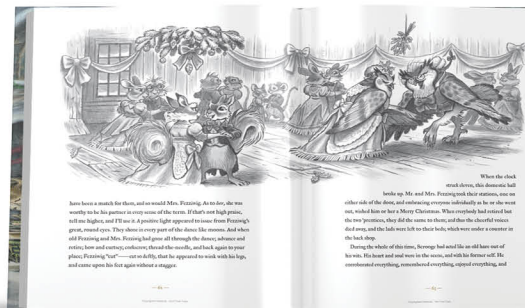 have been a match for them, and so would Mrs. Fezziwig. As to her, she was
worthy to be his partner in every sense of the term. If that's not high praise,
tell me higher, and I'll use it. A positive light appeared to issue from Fezziwig's
great, round eyes. They shone in every part of the dance like moons. And when
old Fezziwig and Mrs. Fezziwig had gone all through the dance; advance and
retire; bow and curtsey; corkscrew; thread-the-needle, and back again to your
place; Fezziwig "cut"——cut so deftly, that he appeared to wink with his legs,
and came upon his feet again without a stagger.
When the clock
struck eleven, this domestic ball
broke up. Mr. and Mrs. Fezziwig took their stations, one on
either side of the door, and embracing everyone individually as he or she went
out, wished him or her a Merry Christmas. When everybody had retired but
the two 'prentices, they did the same to them; and thus the cheerful voices
died away, and the lads were left to their beds; which were under a counter in
the back shop.
During the whole of this time, Scrooge had acted like an old hare out of
his wits. His heart and soul were in the scene, and with his former self. He
corroborated everything, remembered everything, enjoyed everything, and